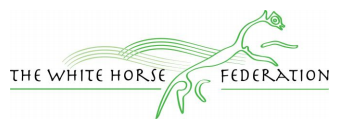 THE WHITE HORSE FEDERATION